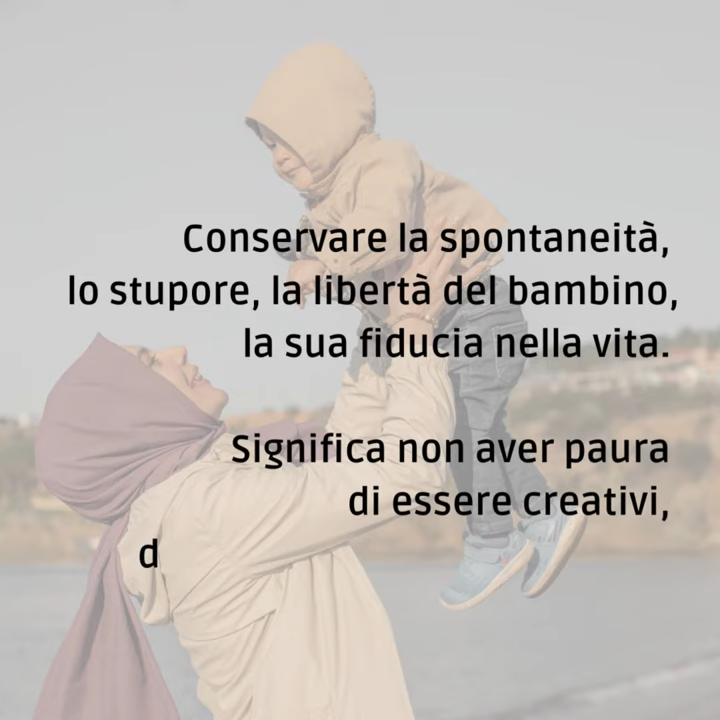 Conservare la spontaneità,
lo stupore, la libertà del bambino,
la sua fiducia nella vita.
Significa non aver paura
di essere creativi,
d